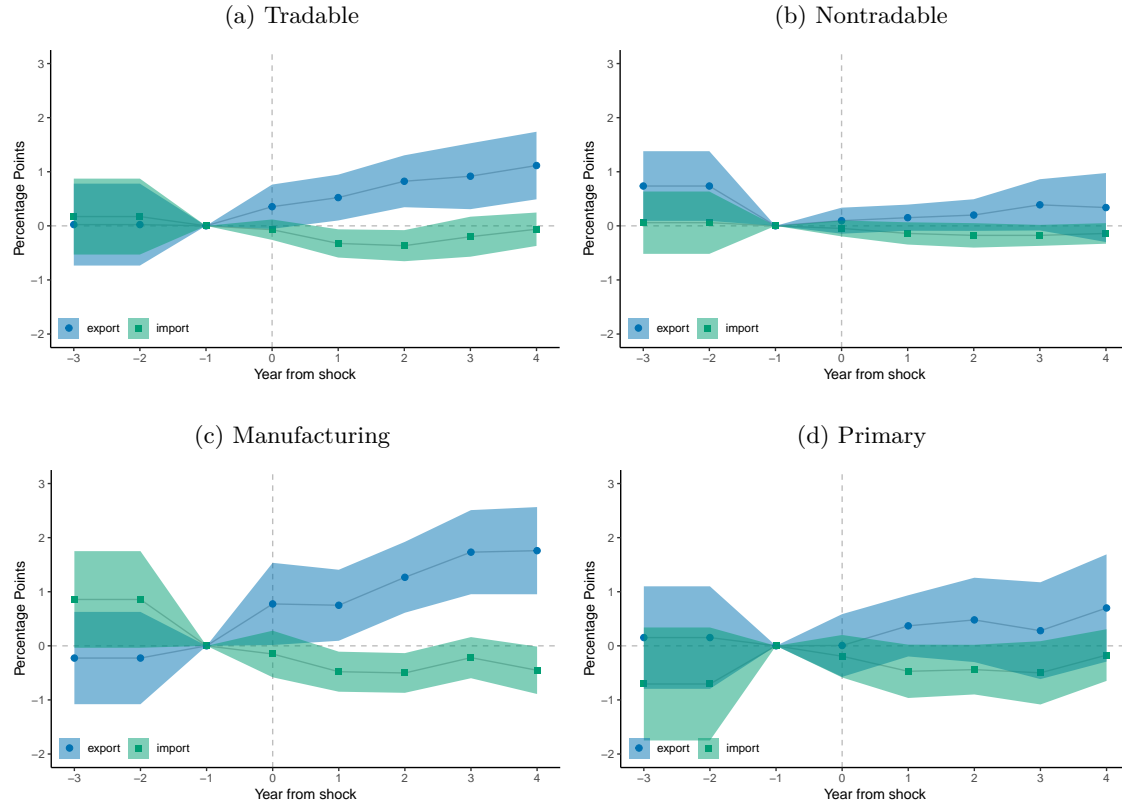 (a) Tradable
Percentage Points
3
2
1
0
−1
−2
export import
−3 −2 −1 0 1 2 3 4
Year from shock
(b) Nontradable
Percentage Points
3
2
1
0
−1
−2
export import
−3 −2 −1 0 1 2 3 4
Year from shock
(c) Manufacturing
Percentage Points
3
2
1
0
−1
−2
export import
−3 −2 −1 0 1 2 3 4
Year from shock
(d) Primary
Percentage Points
3
2
1
0
−1
−2
export import
−3 −2 −1 0 1 2 3 4
Year from shock